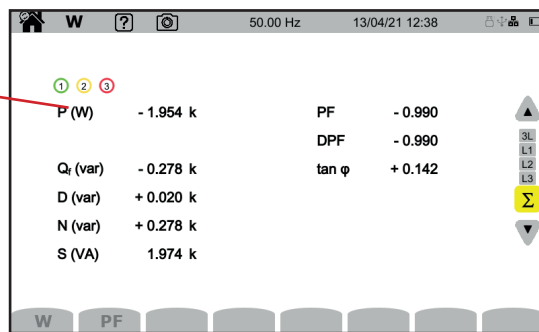 W ? 50.00 Hz 13/04/21 12:38
1 2 3
P (W) - 1.954 k PF - 0.990
DPF - 0.990
Qf (var) - 0.278 k tan φ + 0.142
D (var) + 0.020 k
N (var) + 0.278 k
S (VA) 1.974 k
3L
L1
L2
L3
Σ
W PF